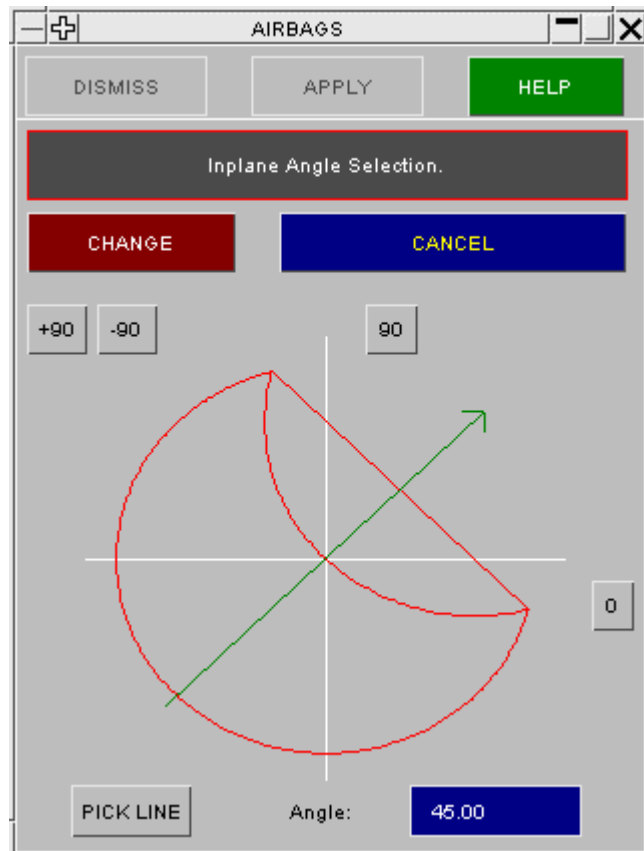 AIRBAGS
DISMISS APPLY HELP
Inplane Angle Selection.
CHANGE CANCEL
+90 -90 90
0
PICK LINE Angle: 45.00